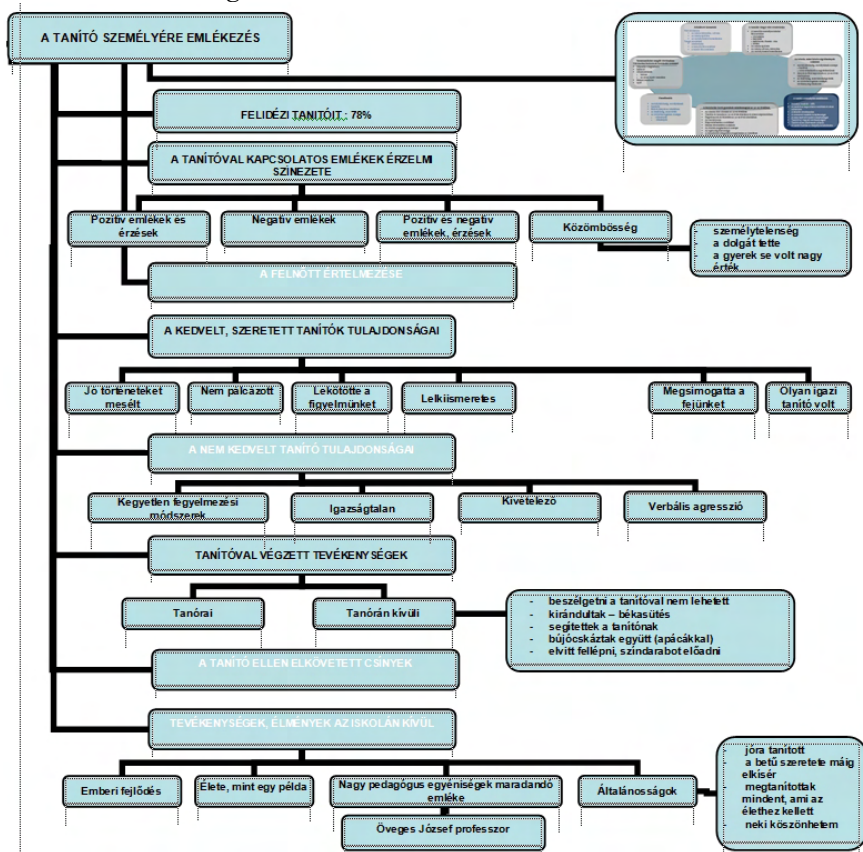 A TANÍTÓ SZEMÉLYÉRE EMLÉKEZÉS
FELIDÉZI TANÍTÓIT : 78%
A TANÍTÓVAL KAPCSOLATOS EMLÉKEK ÉRZELMI
SZÍNEZETE
Pozitív emlékek és
érzések
Negatív emlékek
Pozitív és negatív
emlékek, érzések
Közömbösség
- személytelenség
- a dolgát tette
- a gyerek se volt nagy
érték
A FELNŐTT ÉRTELMEZÉSE
A KEDVELT, SZERETETT TANÍTÓK TULAJDONSÁGAI
Jó történeteket
mesélt
Nem pálcázott
Lekötötte a
figyelmünket
Lelkiismeretes
Megsimogatta a
fejünket
Olyan igazi
tanító volt
A NEM KEDVELT TANÍTÓ TULAJDONSÁGAI
Kegyetlen fegyelmezési
módszerek
Igazságtalan
Kivételező
Verbális agresszió
TANÍTÓVAL VÉGZETT TEVÉKENYSÉGEK
Tanórai
Tanórán kívüli
- beszélgetni a tanítóval nem lehetett
- kirándultak – békasütés
- segítettek a tanítónak
- bújócskáztak együtt (apácákkal)
- elvitt fellépni, színdarabot előadni
A TANÍTÓ ELLEN ELKÖVETETT CSÍNYEK
TEVÉKENYSÉGEK, ÉLMÉNYEK AZ ISKOLÁN KÍVÜL
Emberi fejlődés
Élete, mint egy példa
Nagy pedagógus egyéniségek maradandó
emléke
Általánosságok
- jóra tanított
- a betű szeretete máig
elkísér
- megtanítottak
mindent, ami az
élethez kellett
- neki köszönhetem
Öveges József professzor